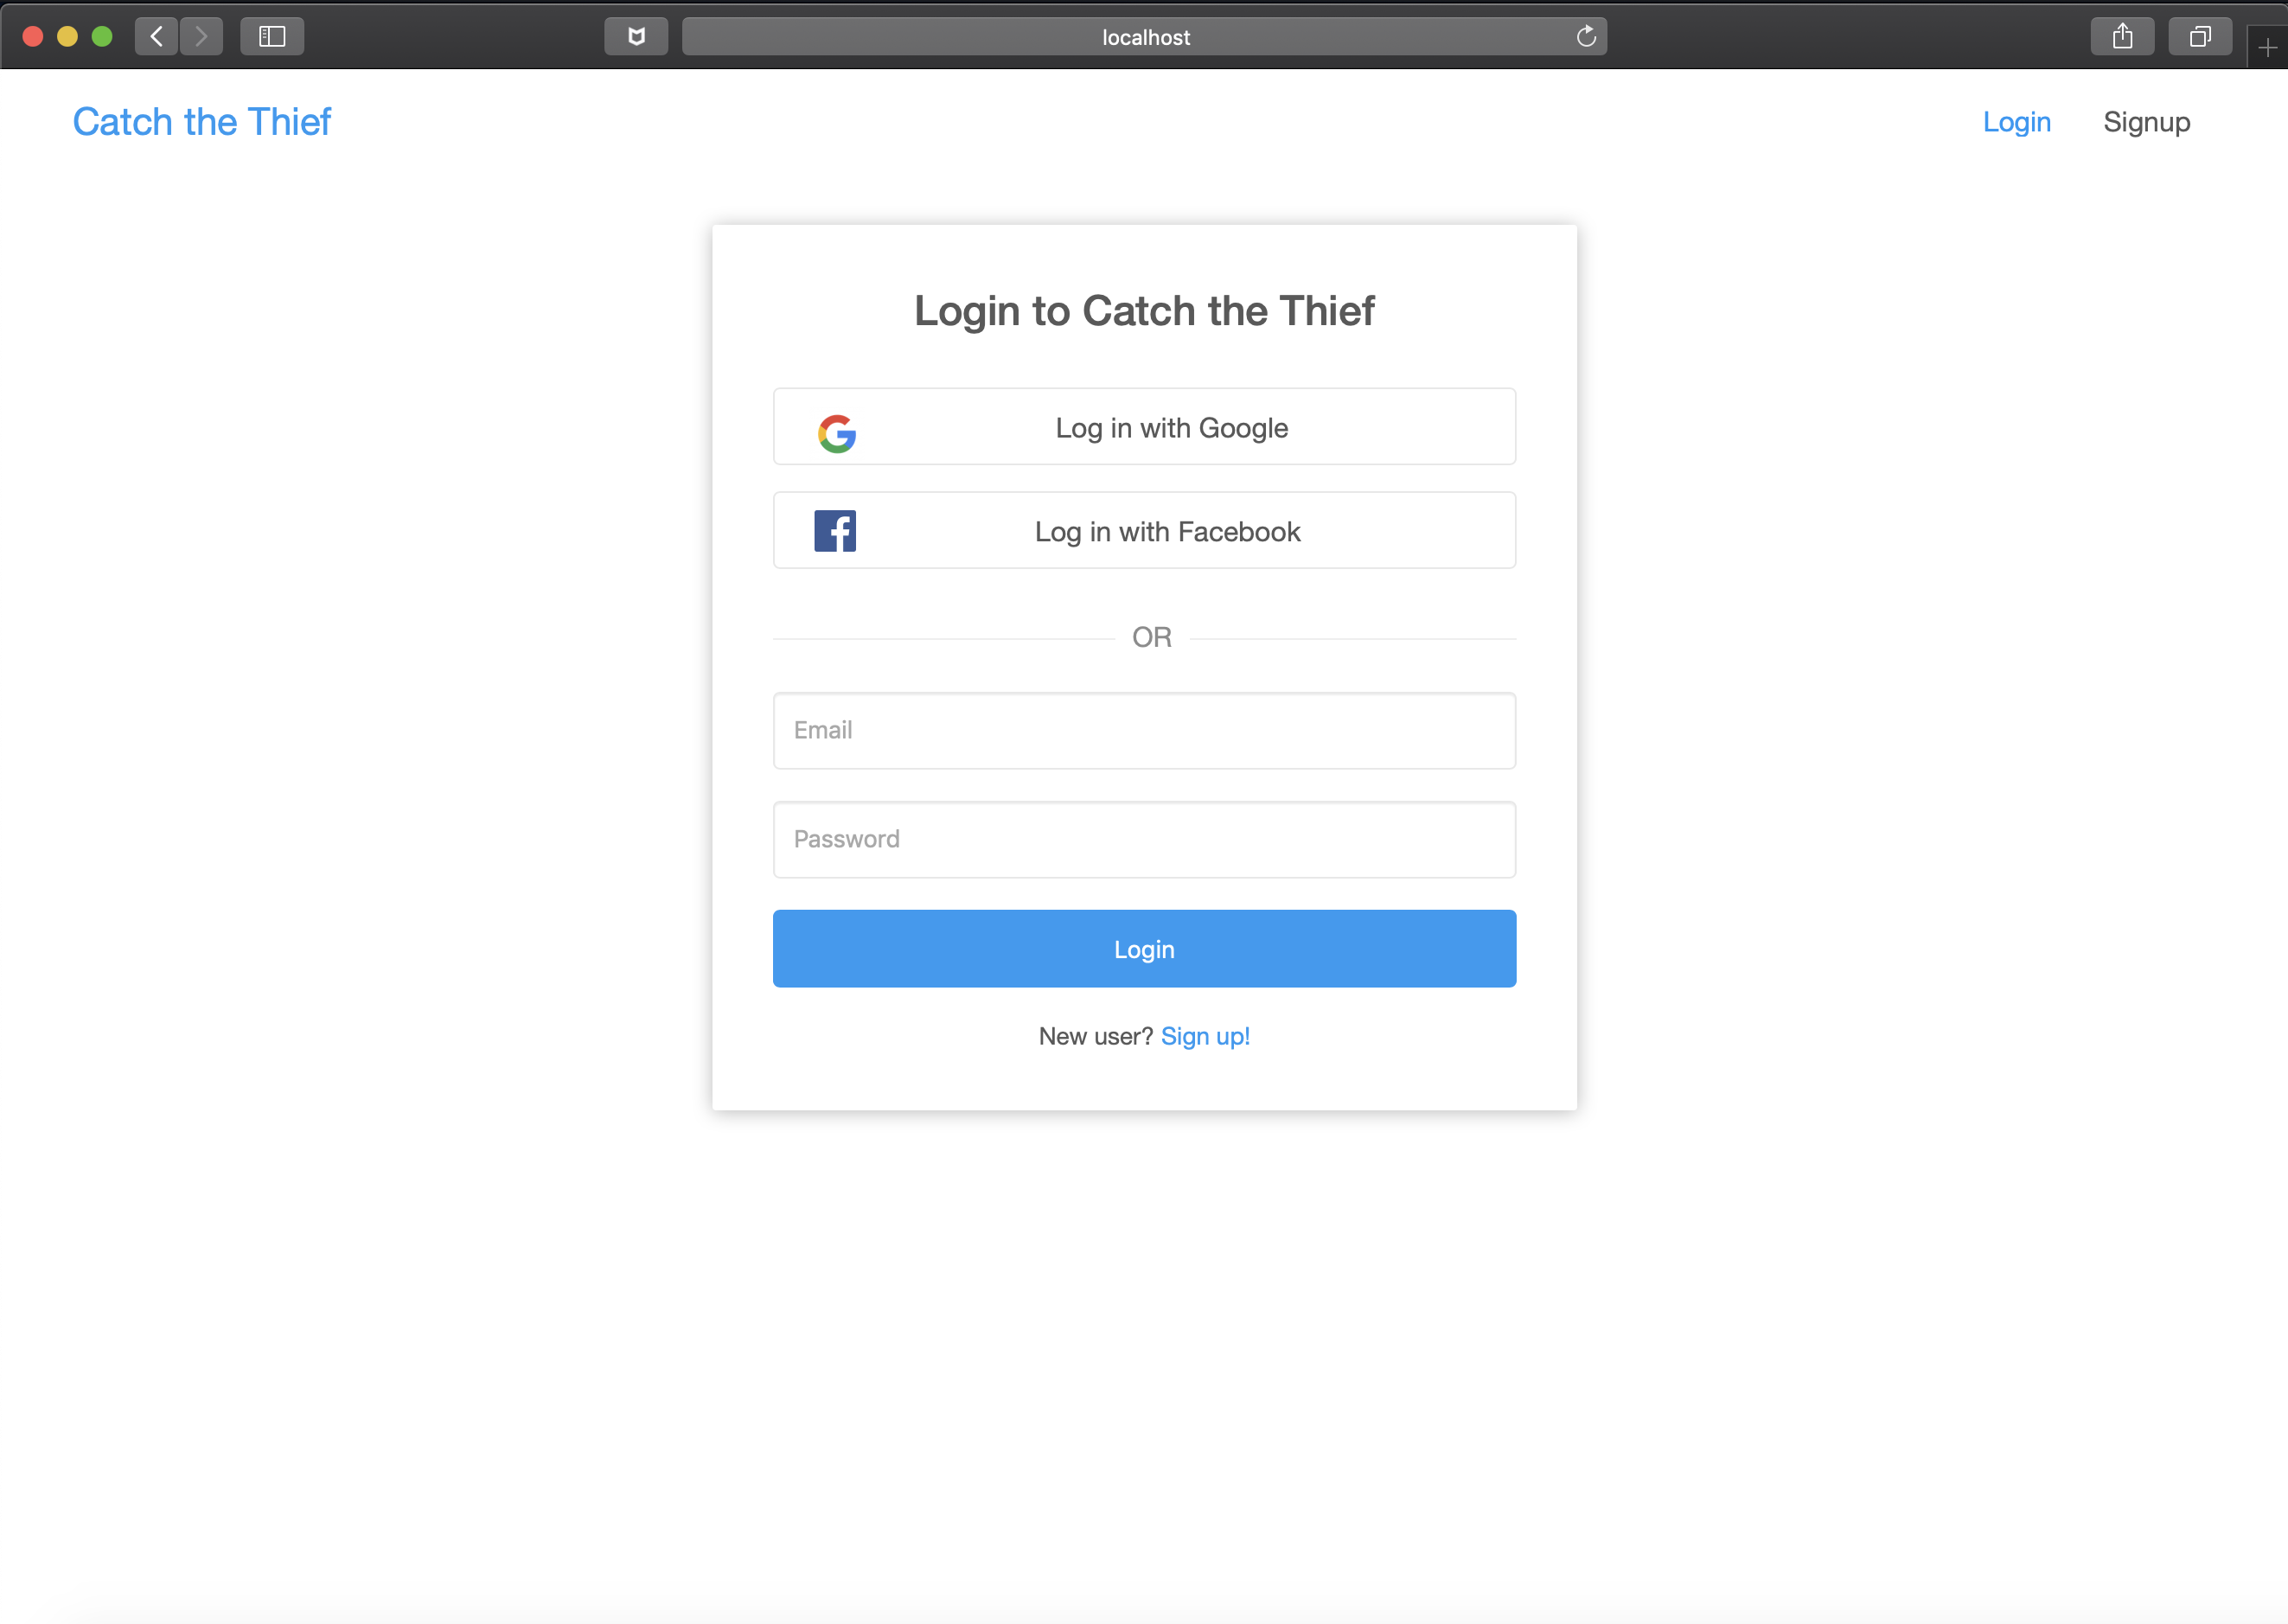 localhost
Catch the Thief
Login Signup
Login to Catch the Thief
Log in with Google
Log in with Facebook
OR
Email
Password
Login
New user? Sign up!